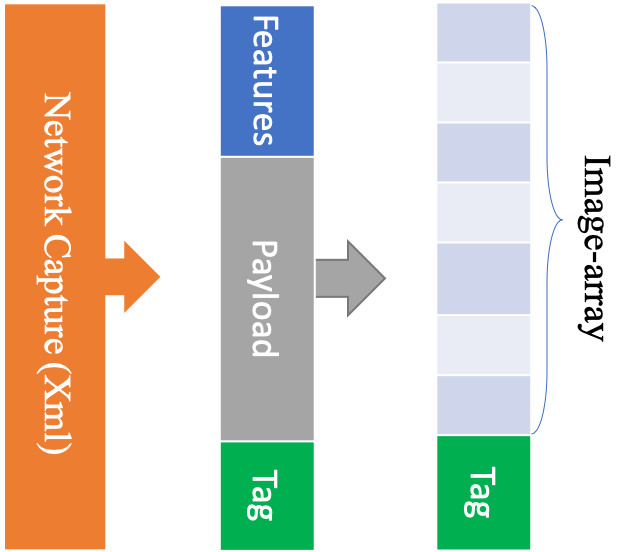 Network Capture (Xml)
Features
Payload
Tag
Image-array
Tag